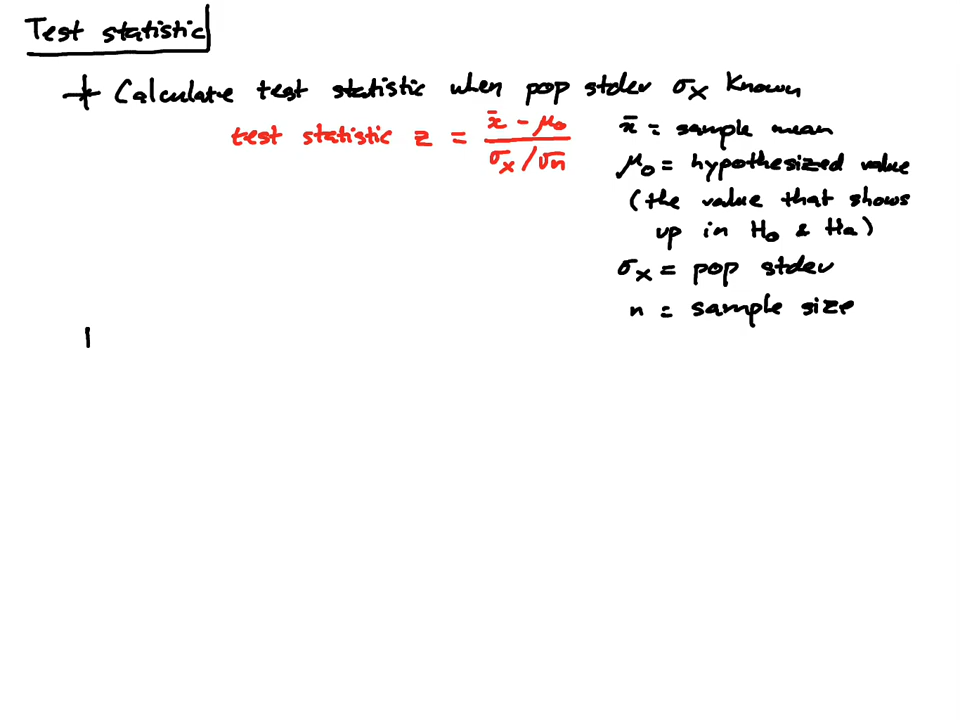 Test statistic
* Calculate test statistic when pop stdev σx known
test statistic z = (x̄ - μ0) / (σx/√n)
x̄ = sample mean
μ0 = hypothesized value
(the value that shows
up in H0 & Ha)
σx = pop stdev
n = sample size